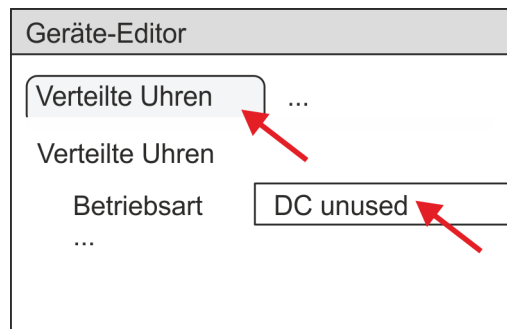 Geräte-Editor
Verteilte Uhren ...
Verteilte Uhren
Betriebsart DC unused
...